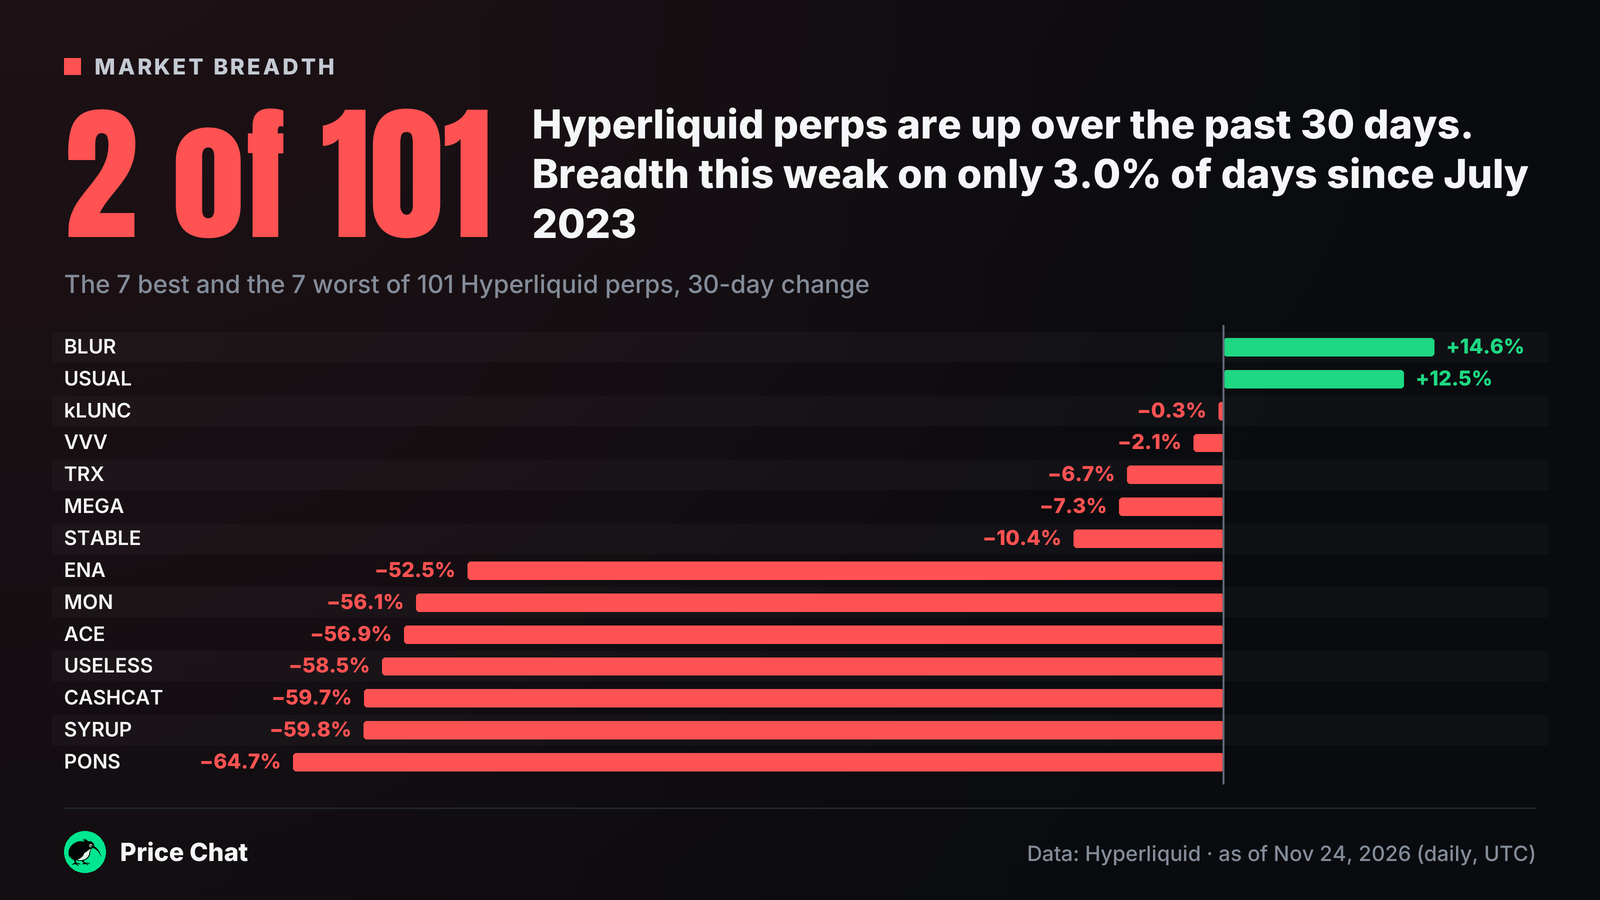 MARKET BREADTH
2 of 101
Hyperliquid perps are up over the past 30 days.
Breadth this weak on only 3.0% of days since July
2023
The 7 best and the 7 worst of 101 Hyperliquid perps, 30-day change
BLUR +14.6%
USUAL +12.5%
kLUNC −0.3%
VVV −2.1%
TRX −6.7%
MEGA −7.3%
STABLE −10.4%
ENA −52.5%
MON −56.1%
ACE −56.9%
USELESS −58.5%
CASHCAT −59.7%
SYRUP −59.8%
PONS −64.7%
Price Chat
Data: Hyperliquid · as of Nov 24, 2026 (daily, UTC)